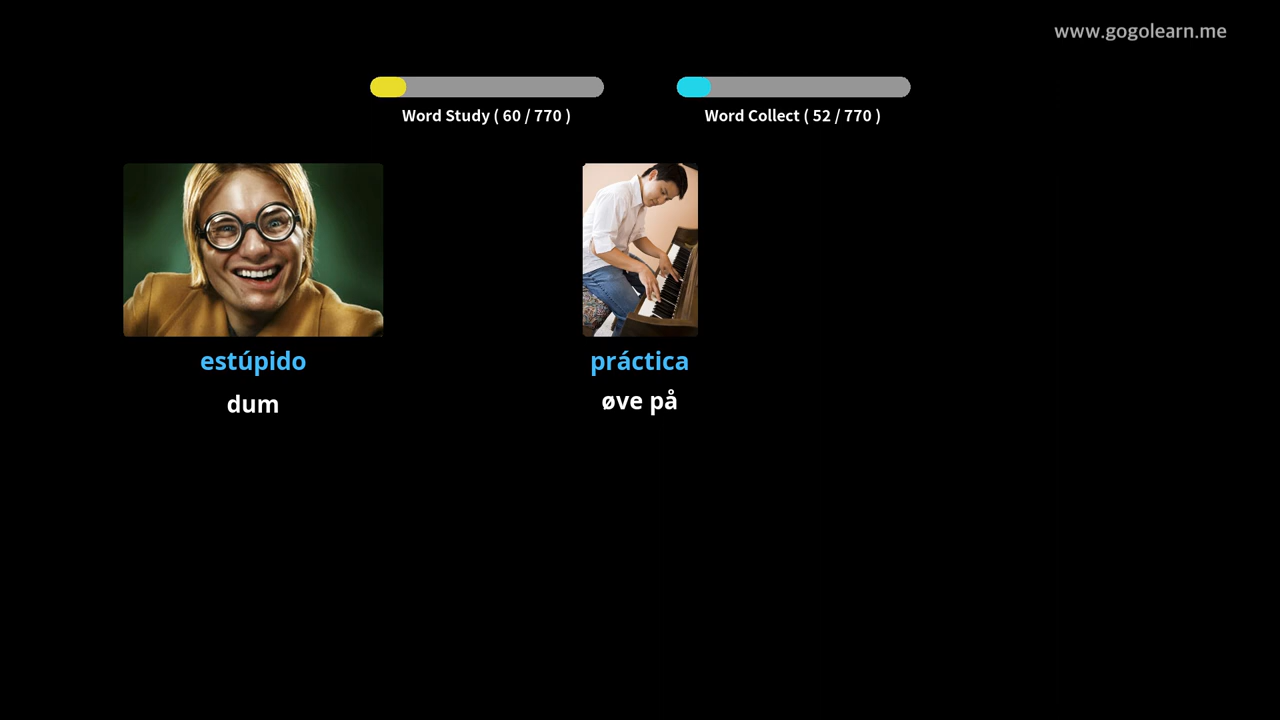 www.gogolearn.me
Word Study ( 60 / 770 )
Word Collect ( 52 / 770 )
estúpido
dum
práctica
øve på